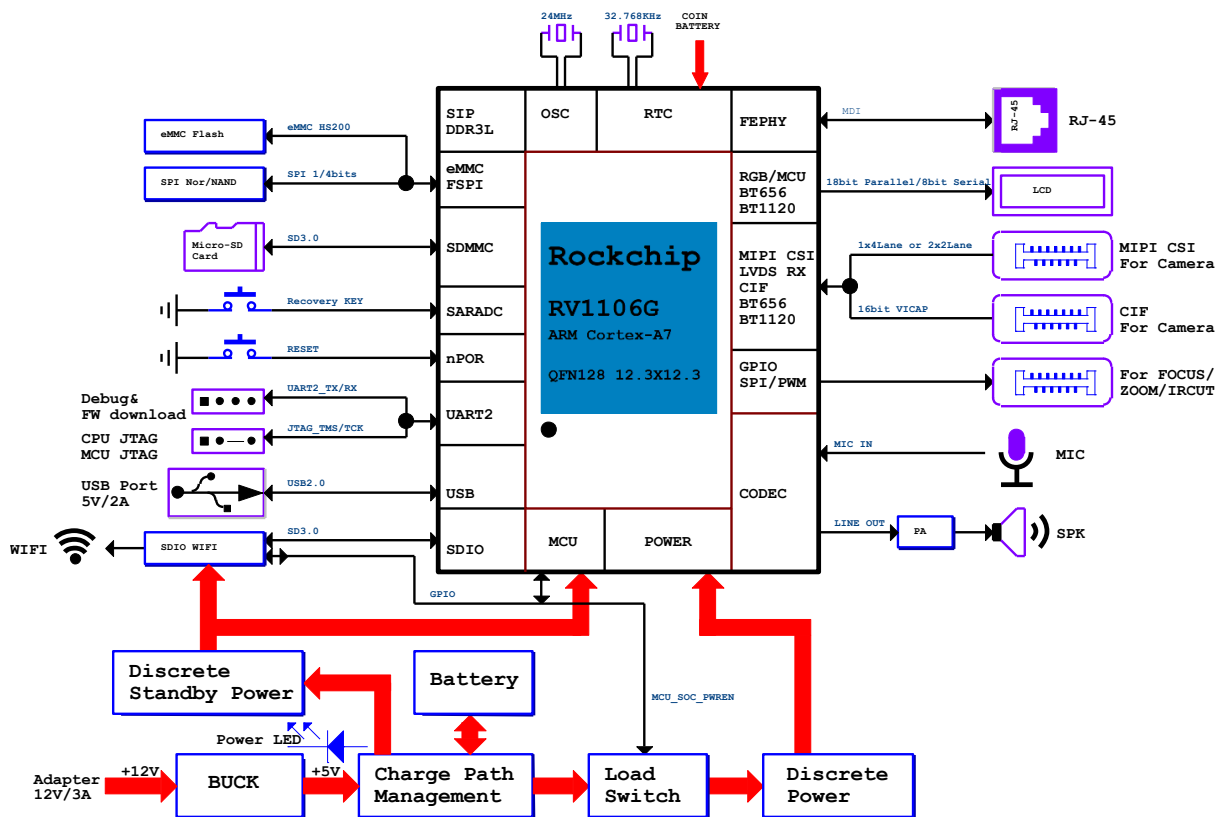 24MHz
32.768KHz
COIN
BATTERY
SIP
DDR3L
OSC
RTC
FEPHY
MDI
RJ-45
RJ-45
eMMC Flash
eMMC HS200
SPI Nor/NAND
SPI 1/4bits
eMMC
FSPI
RGB/MCU
BT656
BT1120
18bit Parallel/8bit Serial
LCD
Micro-SD
Card
SD3.0
SDMMC
Rockchip
RV1106G
ARM Cortex-A7
QFN128 12.3X12.3
MIPI CSI
LVDS RX
CIF
BT656
BT1120
1x4Lane or 2x2Lane
MIPI CSI
For Camera
16bit VICAP
CIF
For Camera
Recovery KEY
SARADC
RESET
nPOR
GPIO
SPI/PWM
For FOCUS/
ZOOM/IRCUT
Debug&
FW download
UART2_TX/RX
UART2
CPU JTAG
MCU JTAG
JTAG_TMS/TCK
MIC IN
MIC
USB Port
5V/2A
USB2.0
USB
CODEC
WIFI
SDIO WIFI
SD3.0
SDIO
MCU
POWER
LINE OUT
PA
SPK
GPIO
Discrete
Standby Power
Battery
MCU_SOC_PWREN
Power LED
Adapter
12V/3A
+12V
BUCK
+5V
Charge Path
Management
Load
Switch
Discrete
Power